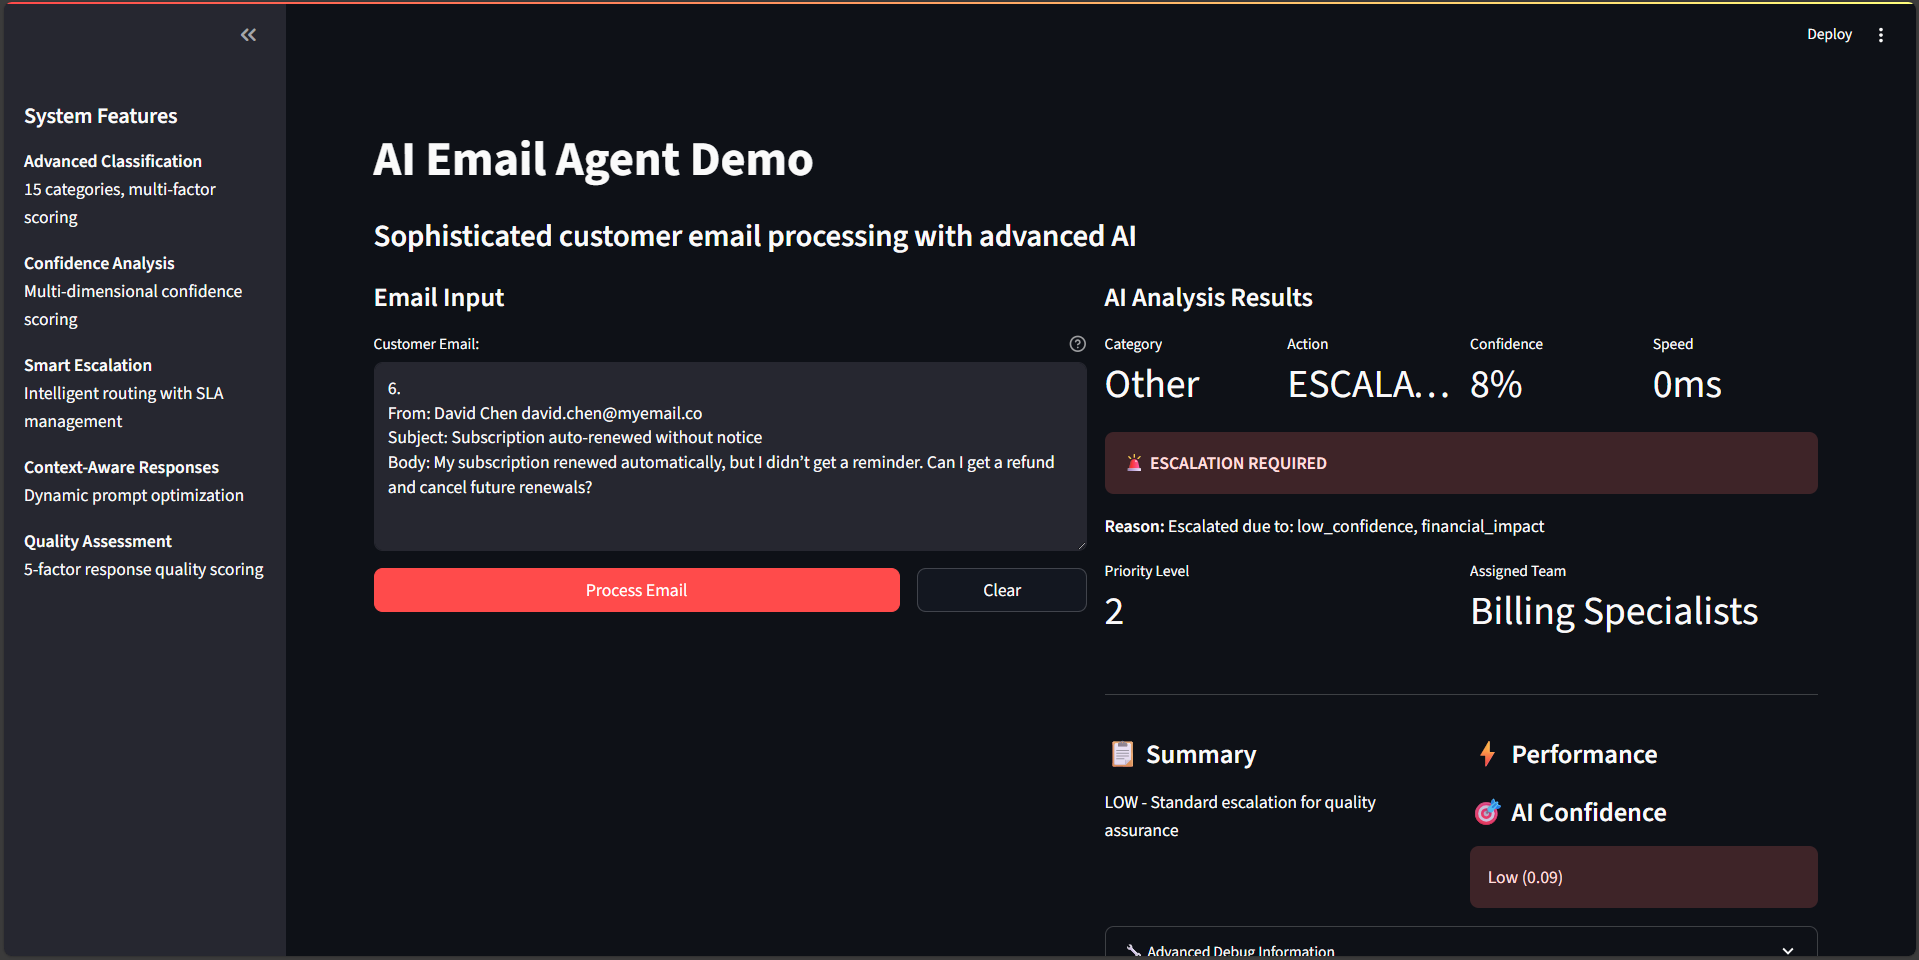 Deploy
System Features
Advanced Classification
15 categories, multi-factor
scoring
Confidence Analysis
Multi-dimensional confidence
scoring
Smart Escalation
Intelligent routing with SLA
management
Context-Aware Responses
Dynamic prompt optimization
Quality Assessment
5-factor response quality scoring
AI Email Agent Demo
Sophisticated customer email processing with advanced AI
Email Input
Customer Email:
6.
From: David Chen david.chen@myemail.co
Subject: Subscription auto-renewed without notice
Body: My subscription renewed automatically, but I didn’t get a reminder. Can I get a refund
and cancel future renewals?
Process Email
Clear
AI Analysis Results
Category
Action
Confidence
Speed
Other
ESCALA…
8%
0ms
ESCALATION REQUIRED
Reason: Escalated due to: low_confidence, financial_impact
Priority Level
Assigned Team
2
Billing Specialists
Summary
LOW - Standard escalation for quality
assurance
Performance
AI Confidence
Low (0.09)
Advanced Debug Information